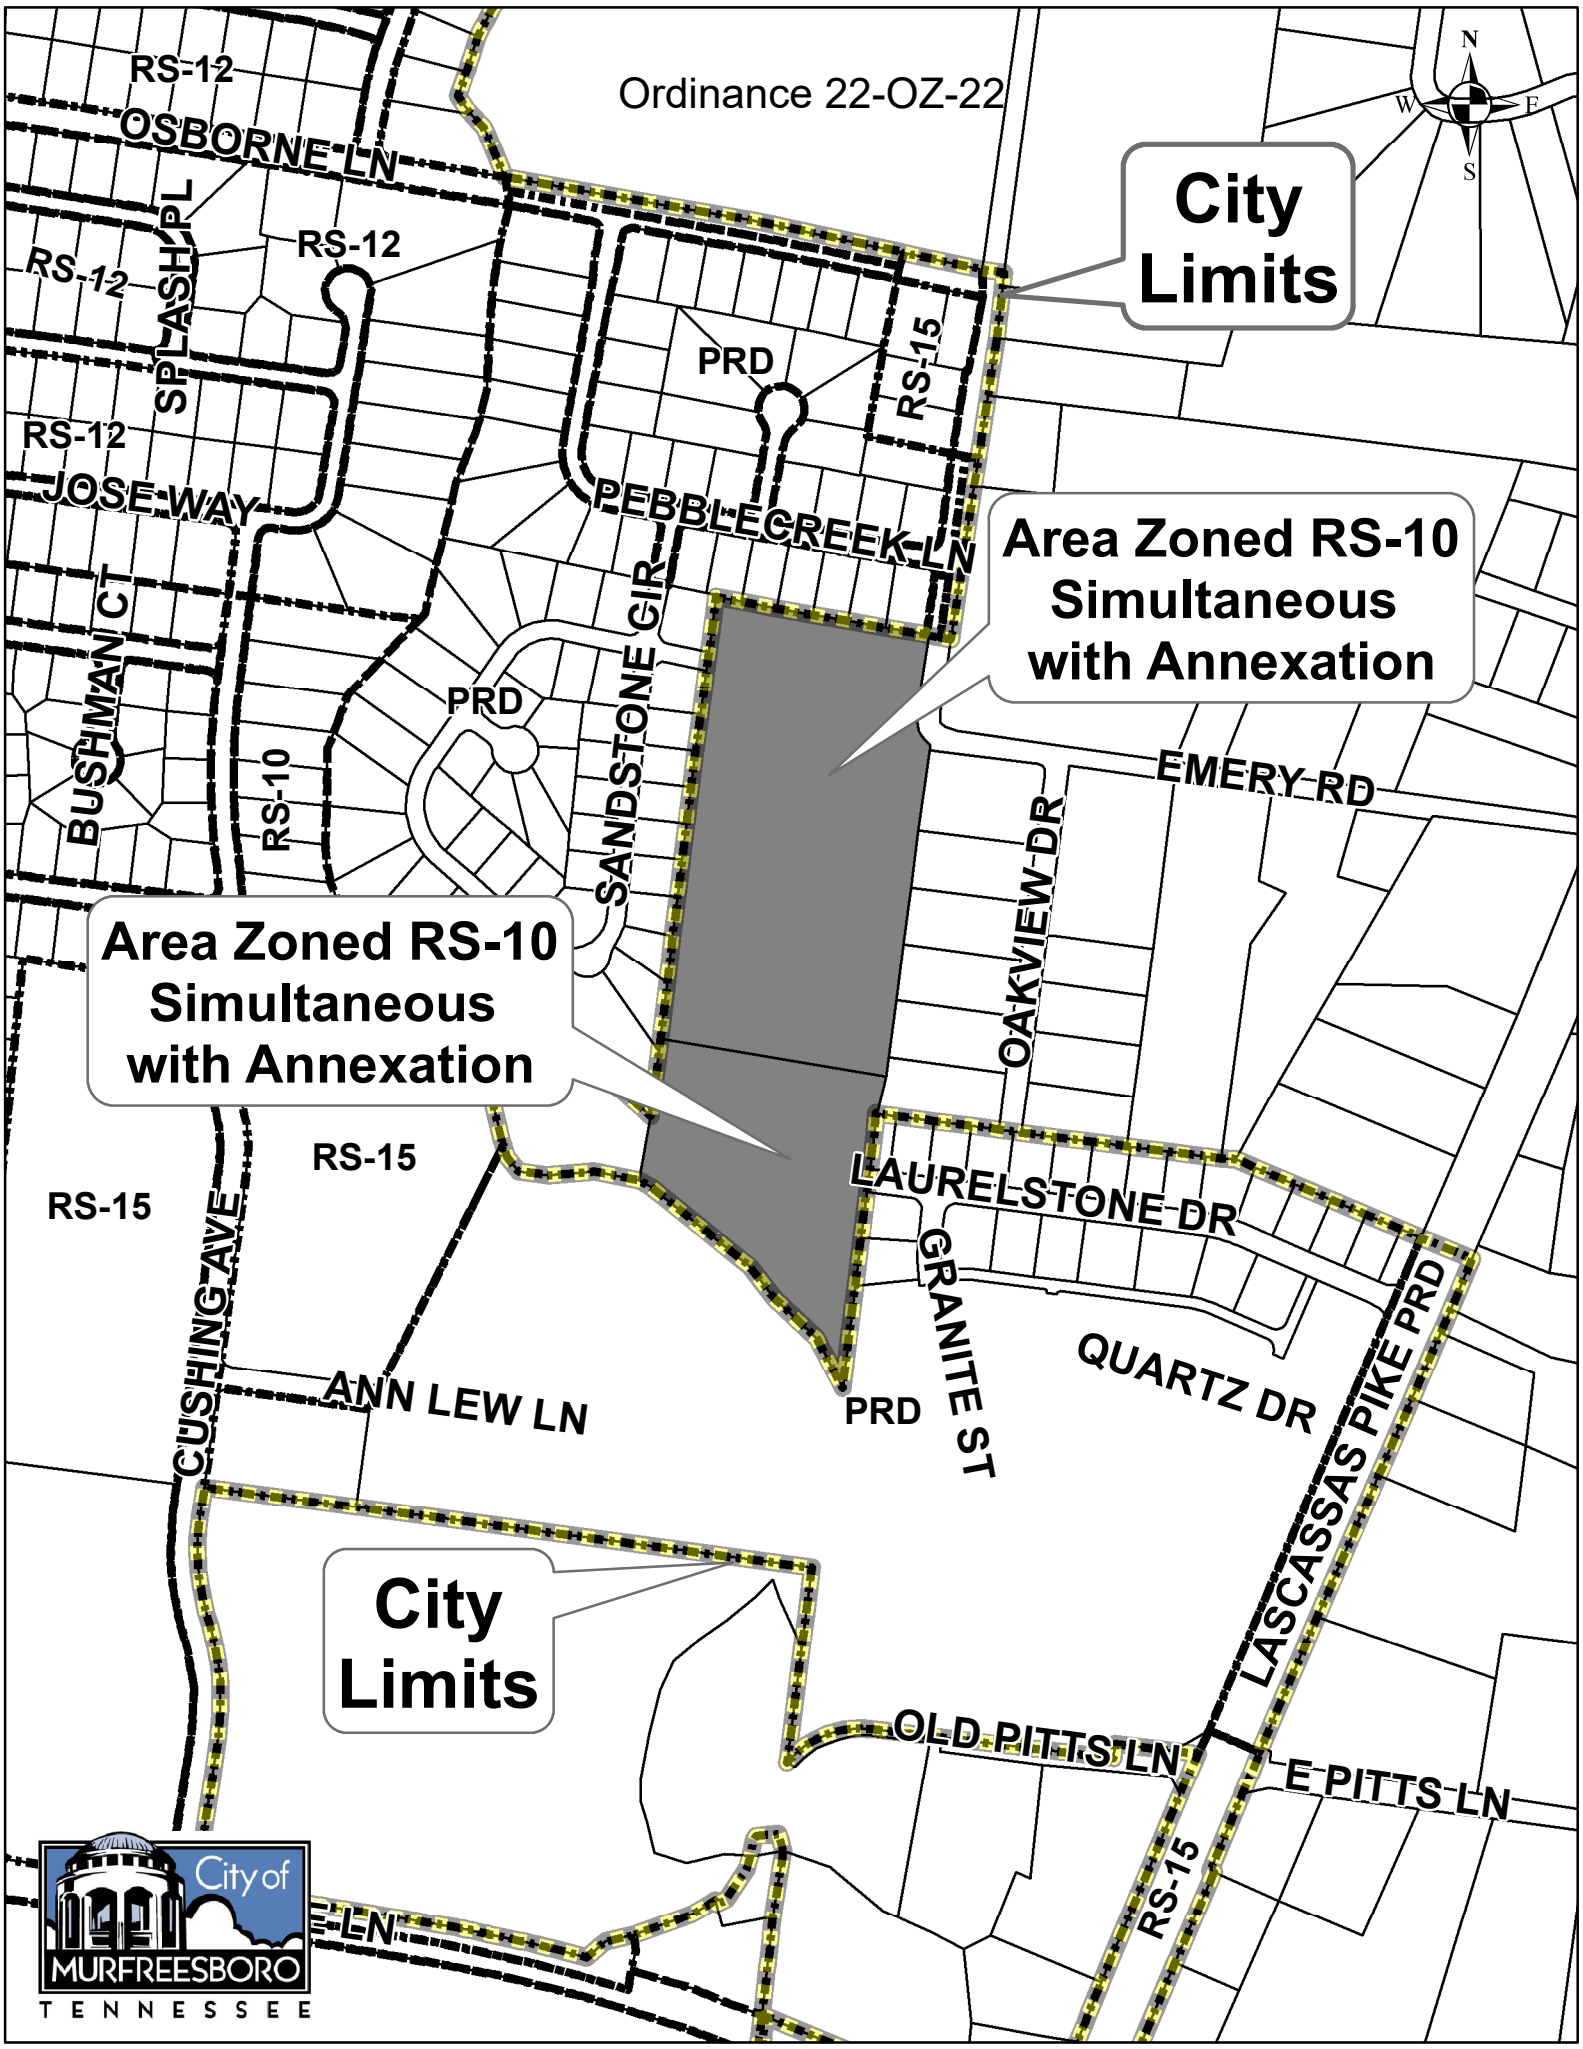 Ordinance 22-OZ-22
N
W
E
S
RS-12
OSBORNE LN
SPLASH PL
RS-12
RS-12
City
Limits
PRD
RS-15
RS-12
JOSE WAY
PEBBLECREEK LN
Area Zoned RS-10
Simultaneous
with Annexation
BUSHMAN CT
SANDSTONE CIR
PRD
RS-10
EMERY RD
OAKVIEW DR
Area Zoned RS-10
Simultaneous
with Annexation
RS-15
RS-15
CUSHING AVE
LAURELSTONE DR
GRANITE ST
QUARTZ DR
LASCASSAS PIKE
PRD
ANN LEW LN
PRD
City
Limits
OLD PITTS LN
E PITTS LN
RS-15
LN
City of
MURFREESBORO
TENNESSEE